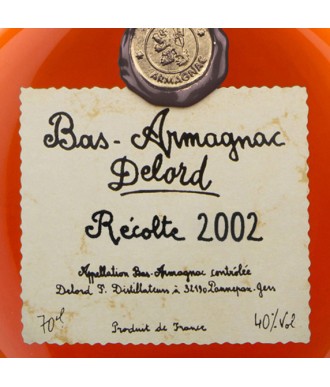 ARMAGNAC
Bas-Armagnac
Delord
Récolte 2002
Appellation Bas-Armagnac contrôlée
Delord F. Distillateurs à 32190 Lannepax-Gers
70cl
40% Vol
Produit de France